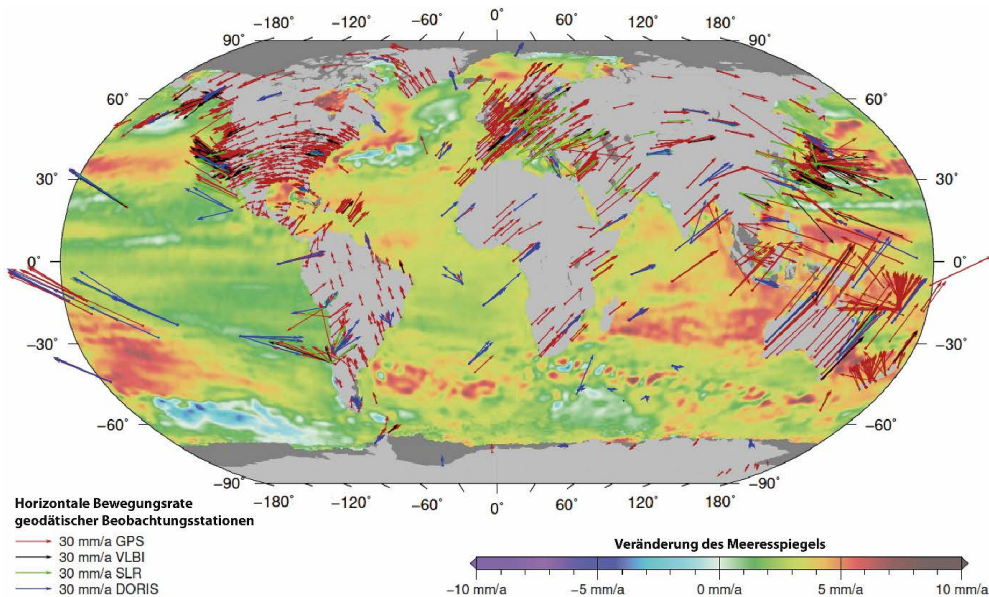 −180° −120° −60° 0° 60° 120° 180°
90° 90°
60° 60°
30° 30°
0° 0°
−30° −30°
−60° −60°
−90° −90°
−180° −120° −60° 0° 60° 120° 180°
Horizontale Bewegungsrate
geodätischer Beobachtungsstationen
30 mm/a GPS
30 mm/a VLBI
30 mm/a SLR
30 mm/a DORIS
Veränderung des Meeresspiegels
−10 mm/a −5 mm/a 0 mm/a 5 mm/a 10 mm/a